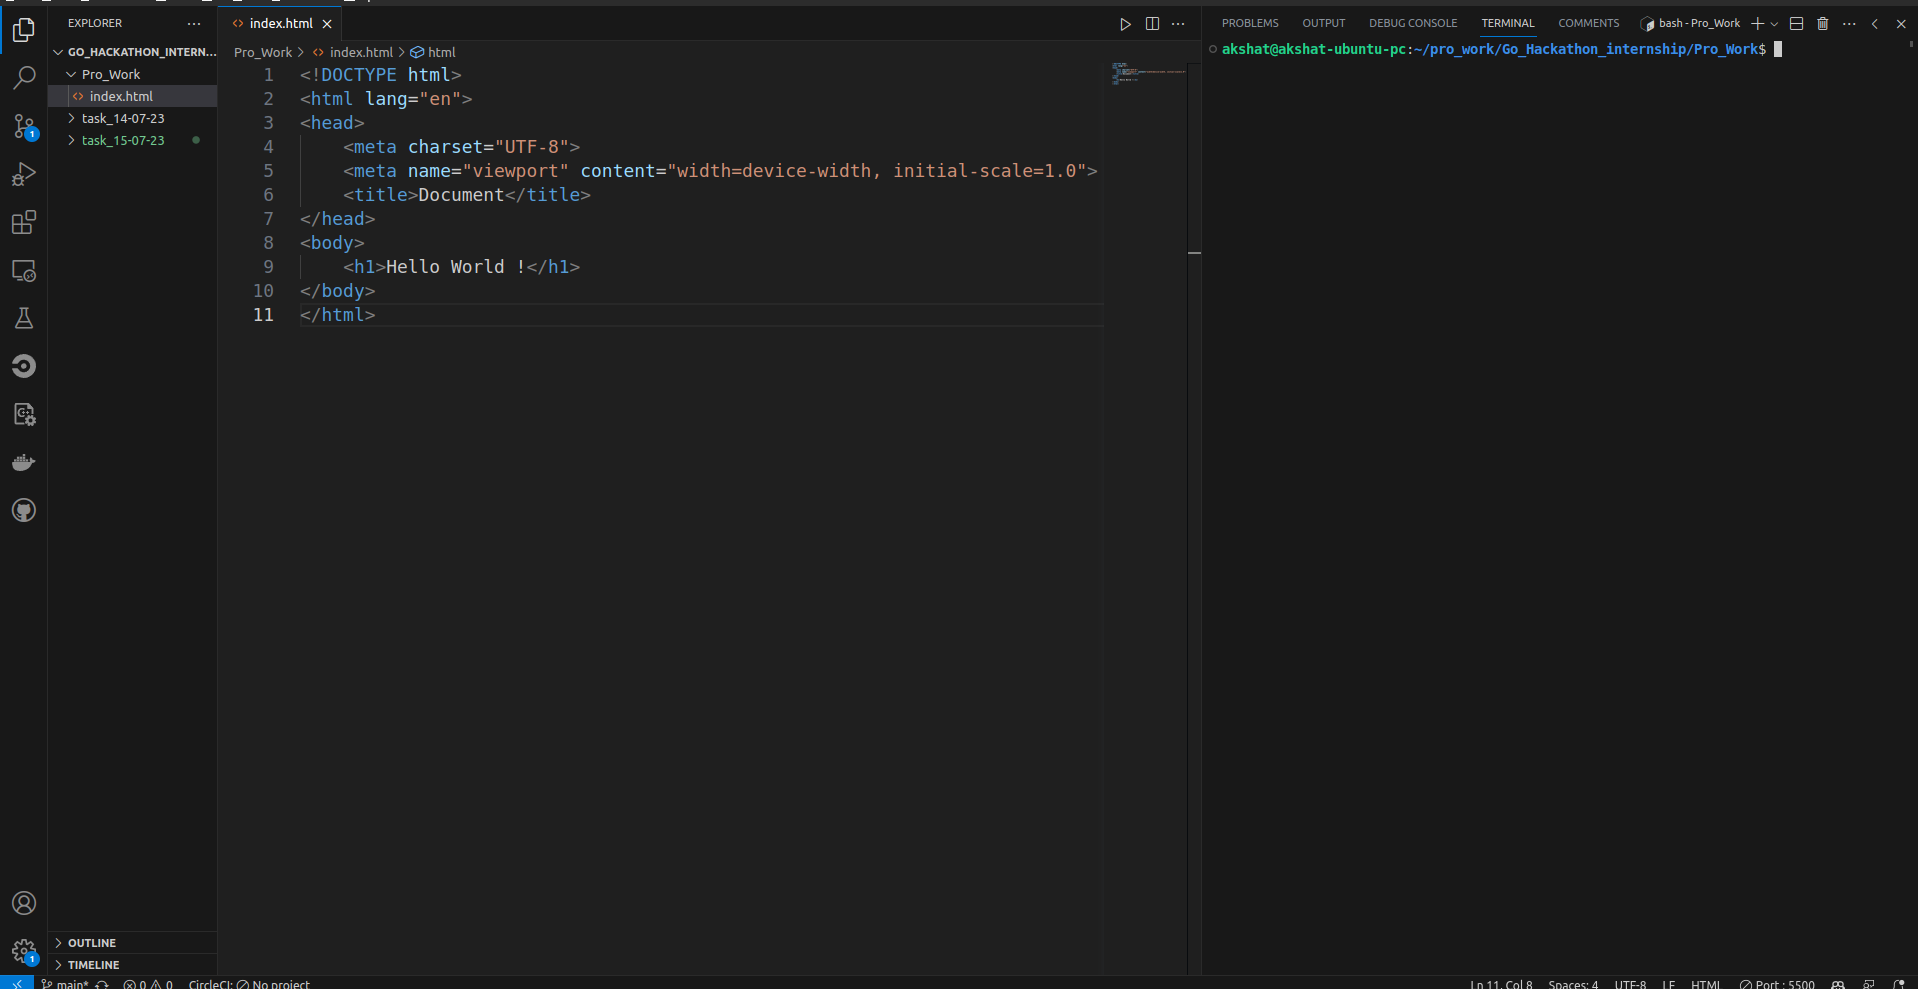 EXPLORER
GO_HACKATHON_INTERN...
Pro_Work
index.html
task_14-07-23
task_15-07-23
OUTLINE
TIMELINE
index.html
Pro_Work > index.html > html
1 <!DOCTYPE html>
2 <html lang="en">
3 <head>
4 <meta charset="UTF-8">
5 <meta name="viewport" content="width=device-width, initial-scale=1.0">
6 <title>Document</title>
7 </head>
8 <body>
9 <h1>Hello World !</h1>
10 </body>
11 </html>
PROBLEMS OUTPUT DEBUG CONSOLE TERMINAL COMMENTS bash - Pro_Work
akshat@akshat-ubuntu-pc:~/pro_work/Go_Hackathon_internship/Pro_Work$
1
1
main* 0 0 CircleCI: No project Ln 11, Col 8 Spaces: 4 UTF-8 LF HTML Port : 5500